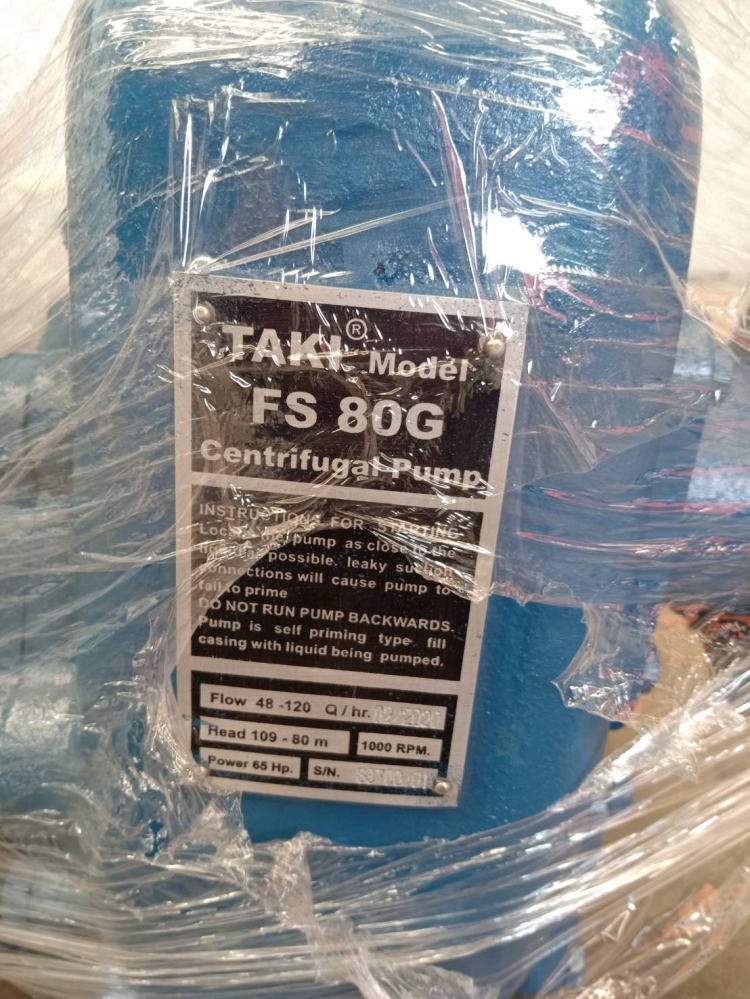 TAKI® Model
FS 80G
Centrifugal Pump
INSTRUCTIONS FOR STARTING
Locate the pump as close to the
liquid as possible. leaky suction
connections will cause pump to
fail to prime
DO NOT RUN PUMP BACKWARDS.
Pump is self priming type fill
casing with liquid being pumped.
Flow 48 -120 Q / hr.
Head 109 - 80 m 1000 RPM.
Power 65 Hp. S/N.